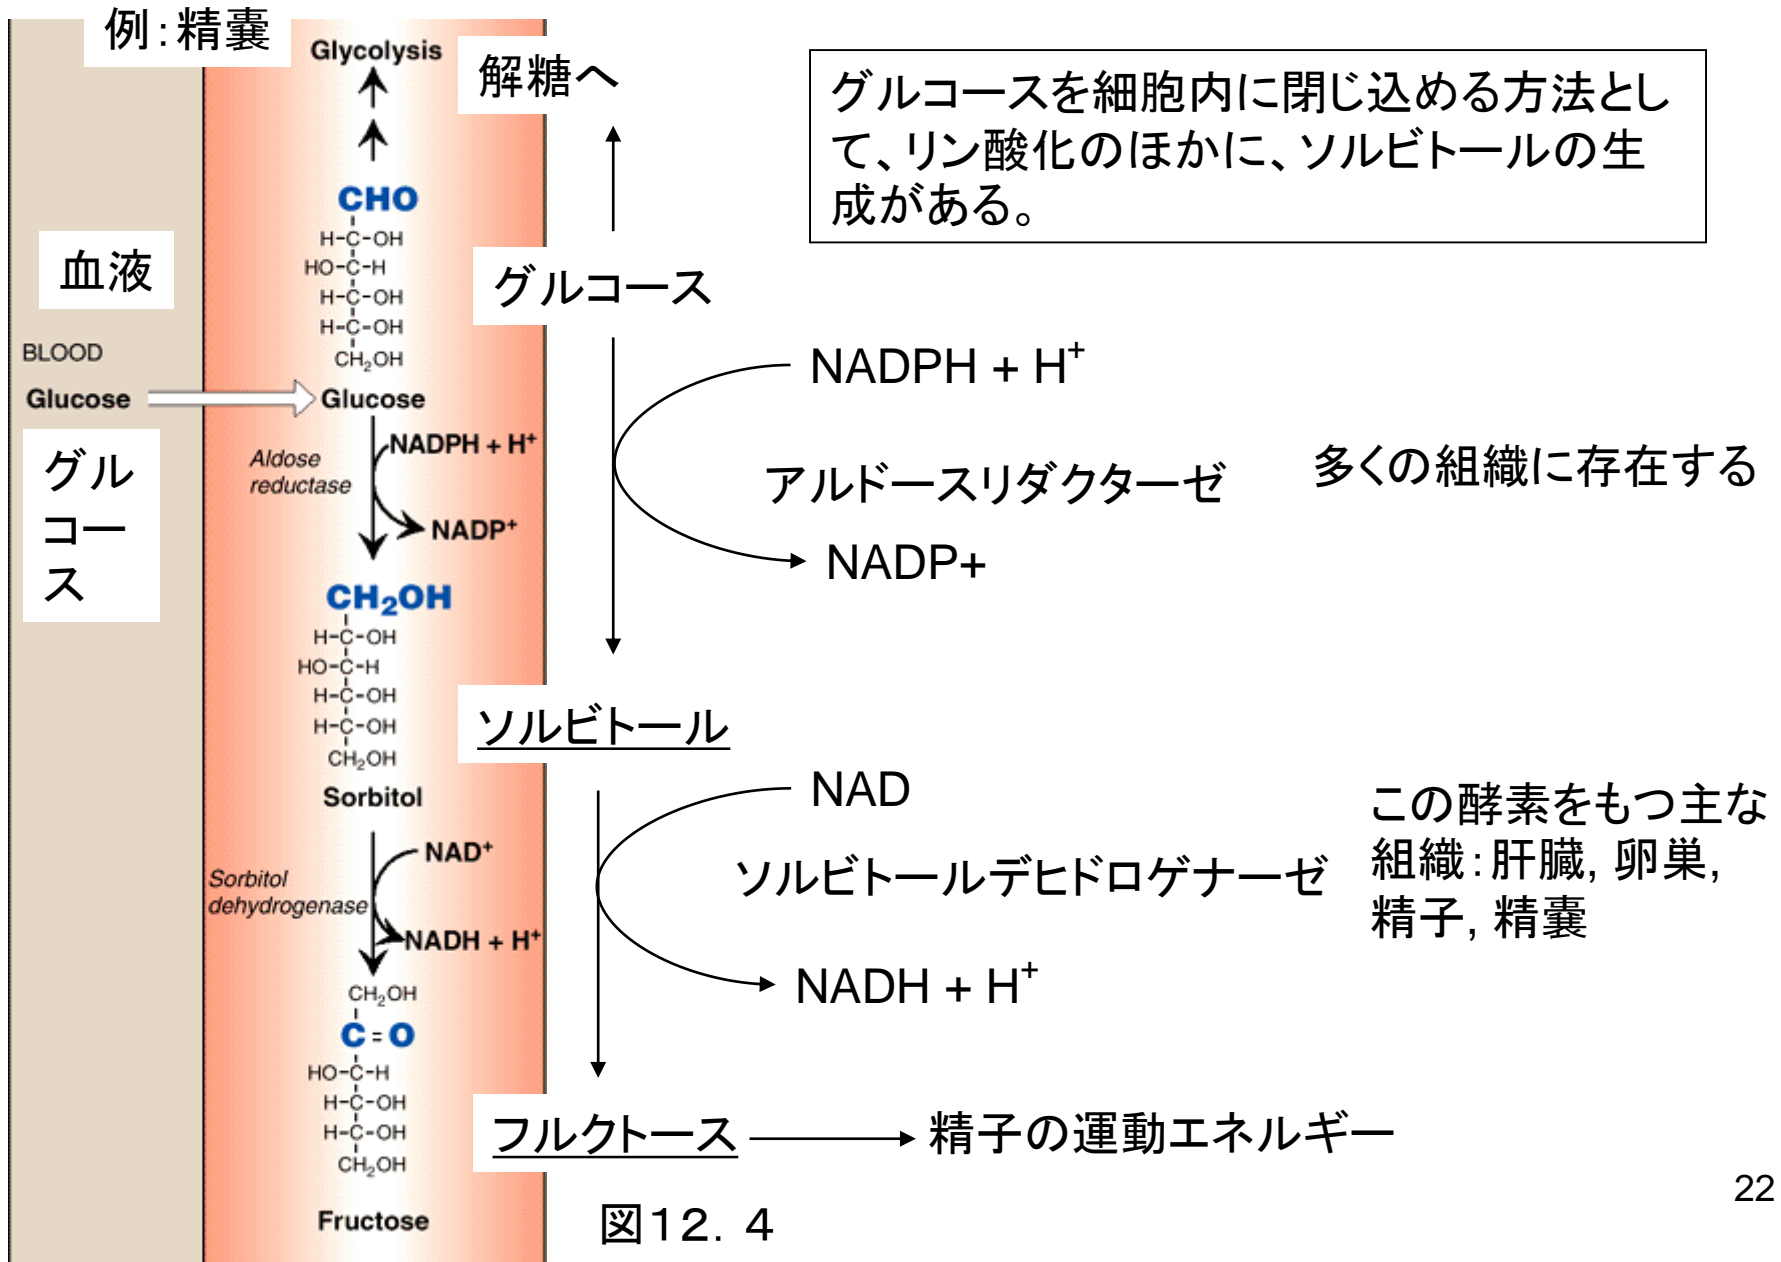 例：精嚢
Glycolysis
解糖へ
グルコースを細胞内に閉じ込める方法とし
て、リン酸化のほかに、ソルビトールの生
成がある。
CHO
H-C-OH
HO-C-H
H-C-OH
H-C-OH
CH₂OH
血液
グルコース
BLOOD
Glucose
Glucose
グル
コー
ス
Aldose
reductase
NADPH + H⁺
NADP⁺
NADPH + H⁺
アルドースリダクターゼ
多くの組織に存在する
NADP+
CH₂OH
H-C-OH
HO-C-H
H-C-OH
H-C-OH
CH₂OH
Sorbitol
ソルビトール
Sorbitol
dehydrogenase
NAD⁺
NADH + H⁺
NAD
ソルビトールデヒドロゲナーゼ
この酵素をもつ主な
組織：肝臓, 卵巣,
精子, 精嚢
NADH + H⁺
CH₂OH
C=O
HO-C-H
H-C-OH
H-C-OH
CH₂OH
Fructose
フルクトース
精子の運動エネルギー
図１２．４
22